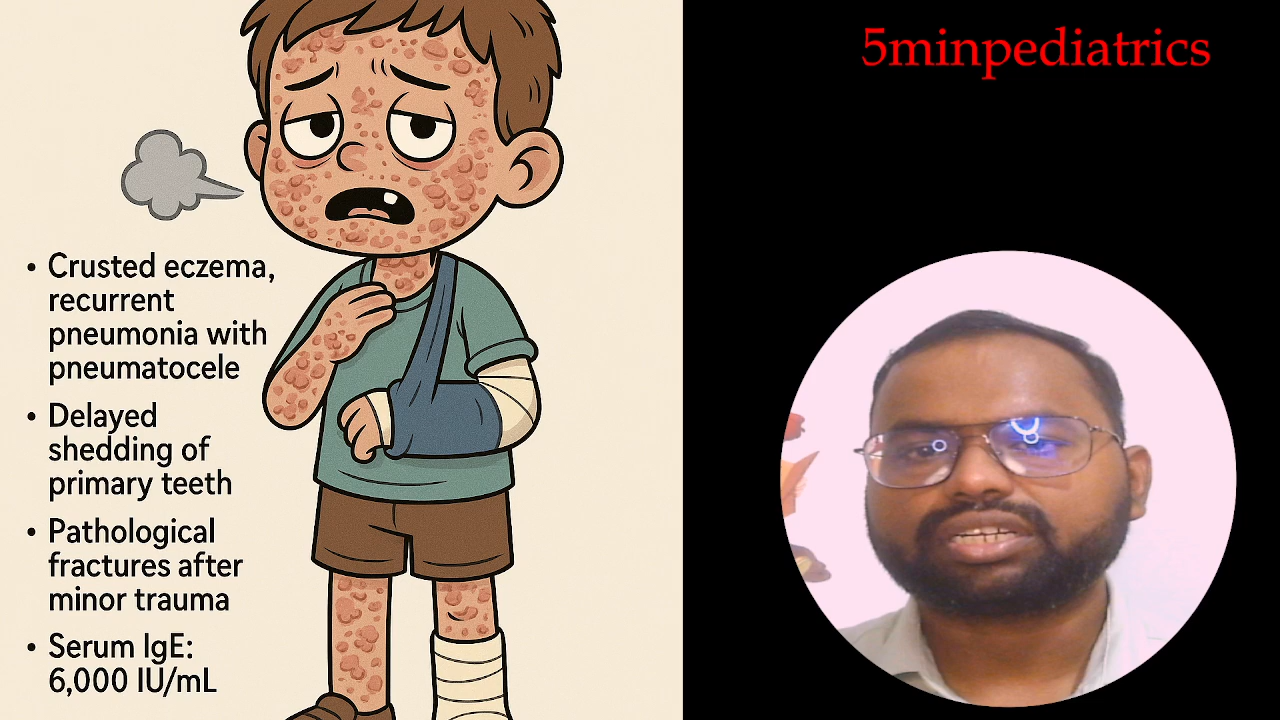 5minpediatrics
• Crusted eczema,
recurrent
pneumonia with
pneumatocele
• Delayed
shedding of
primary teeth
• Pathological
fractures after
minor trauma
• Serum IgE:
6,000 IU/mL